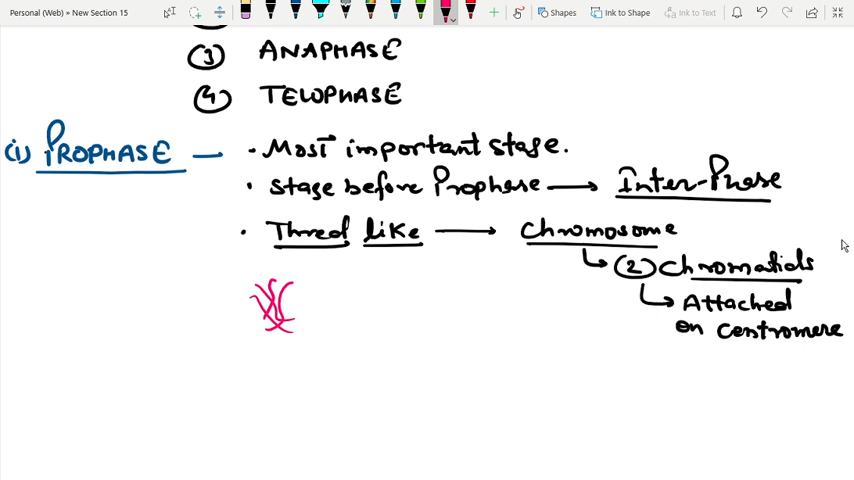 Personal (Web) » New Section 15
Shapes
Ink to Shape
Ink to Text
(3) ANAPHASE
(4) TELOPHASE
(i) PROPHASE — • Most important stage.
• Stage before Prophase → Inter-Phase
• Thred like → Chromosome
(2) Chromatids
Attached
on centromere